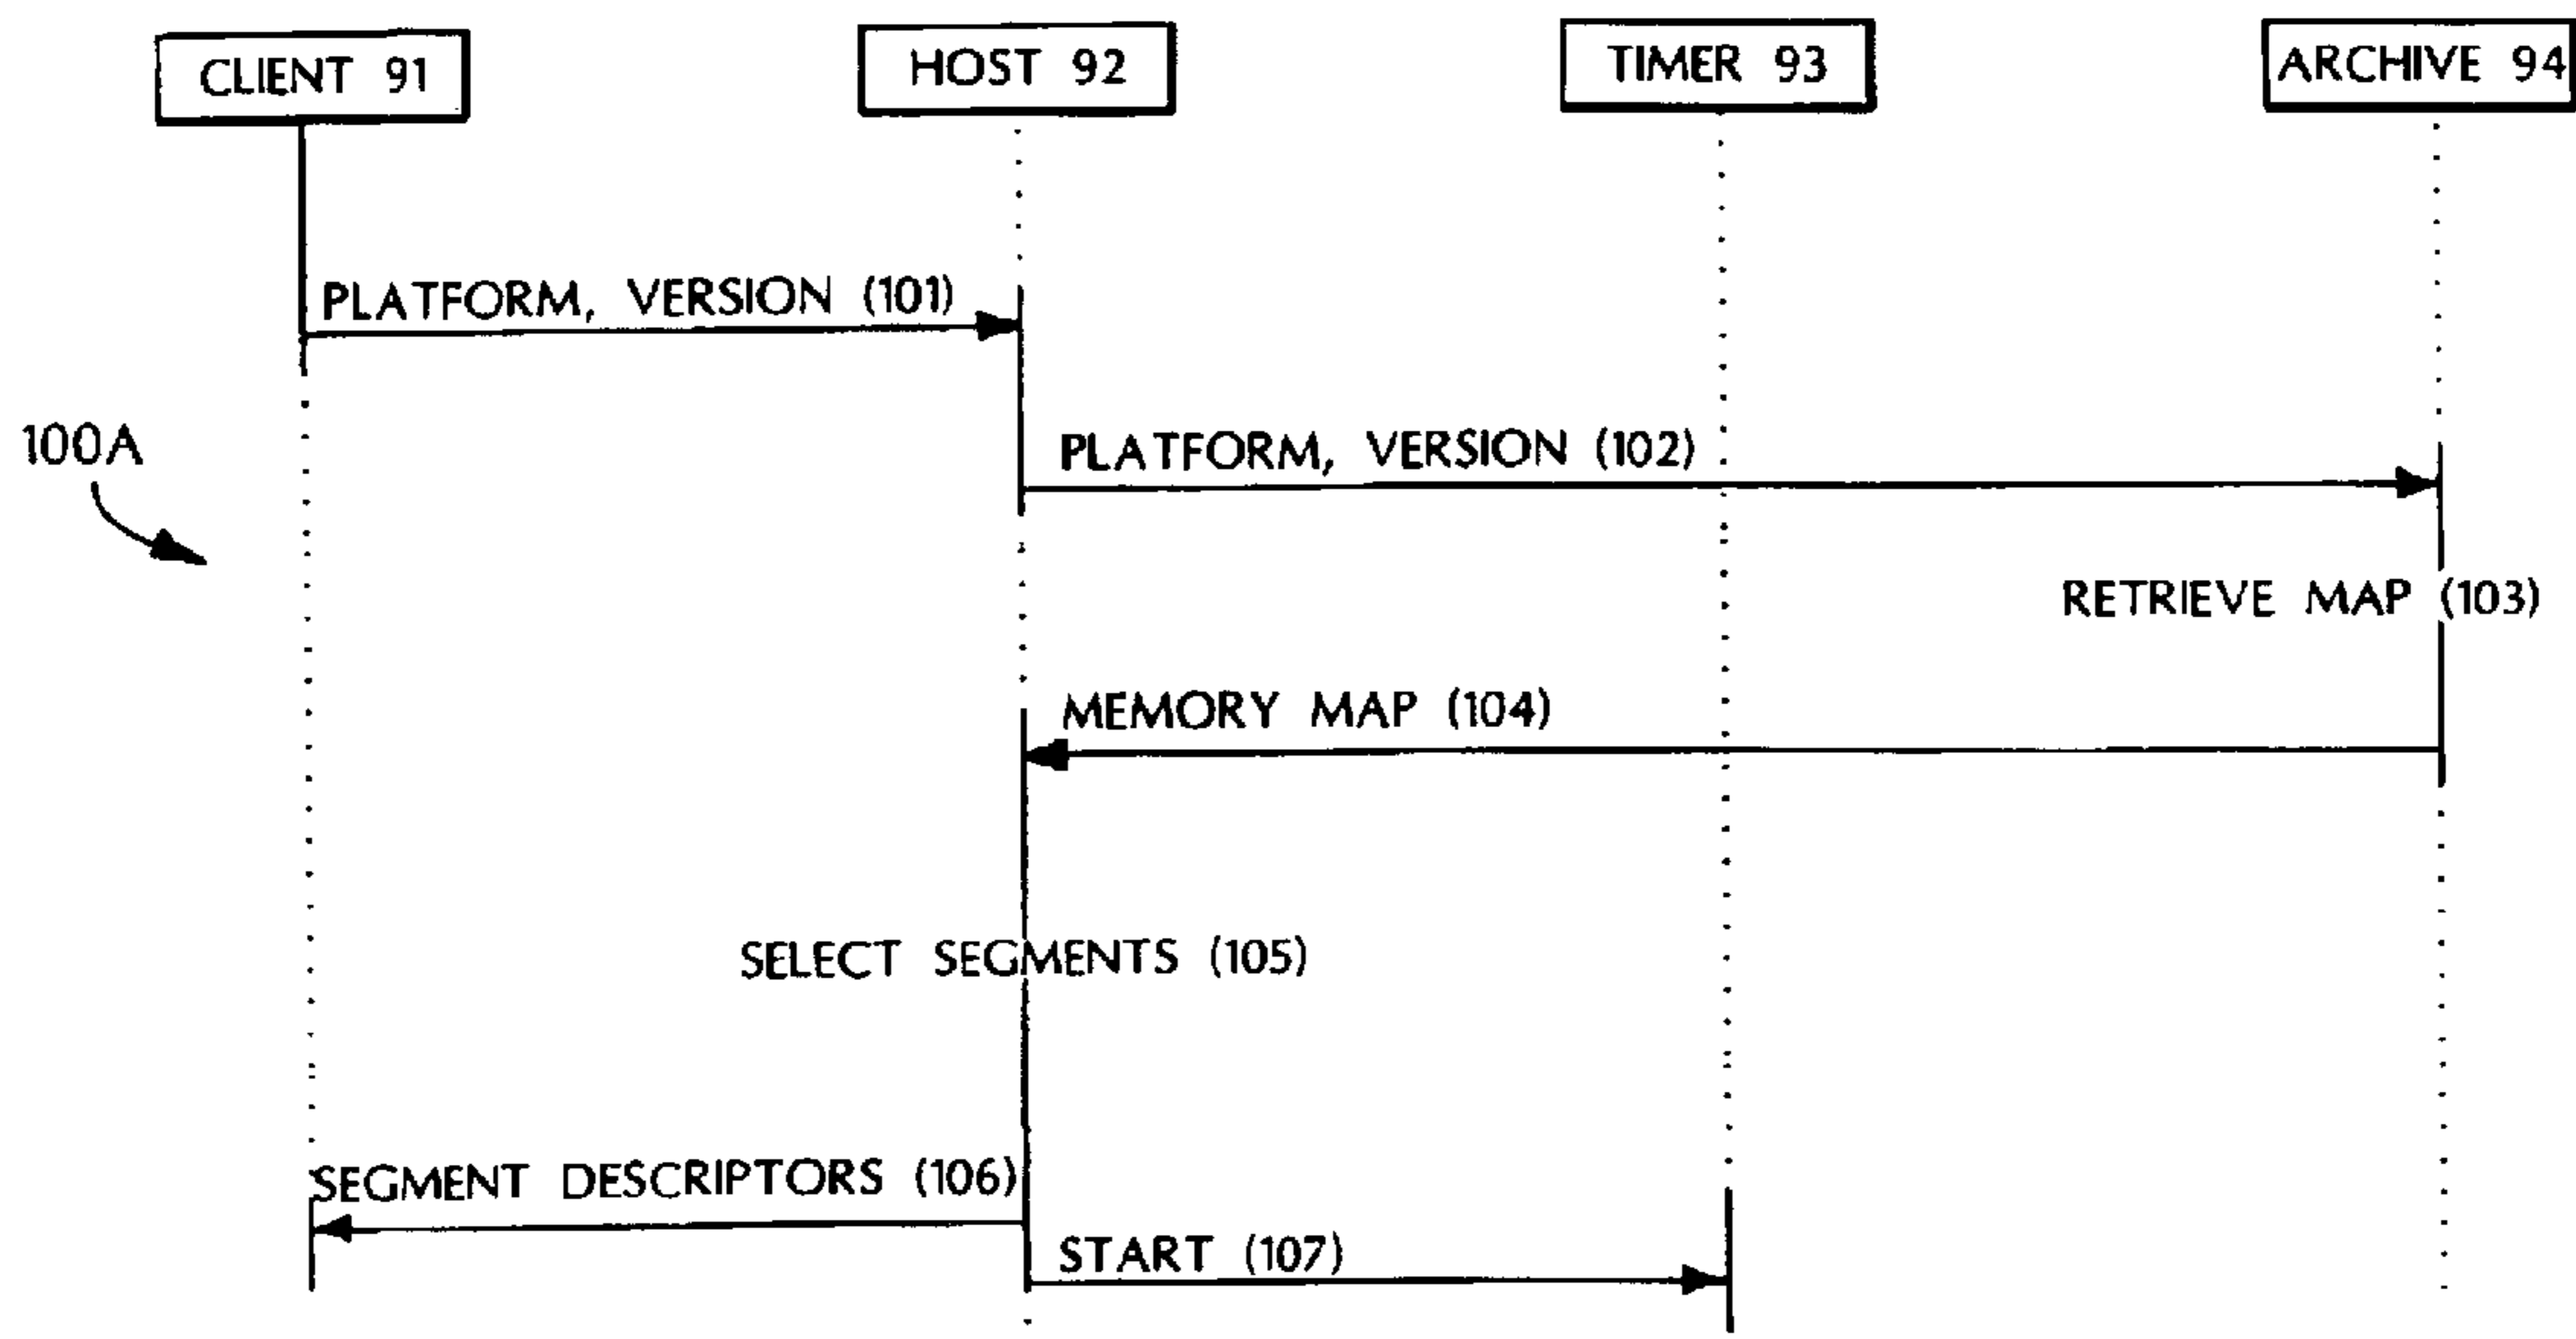 CLIENT 91
HOST 92
TIMER 93
ARCHIVE 94
PLATFORM, VERSION (101)
100A
PLATFORM, VERSION (102)
RETRIEVE MAP (103)
MEMORY MAP (104)
SELECT SEGMENTS (105)
SEGMENT DESCRIPTORS (106)
START (107)